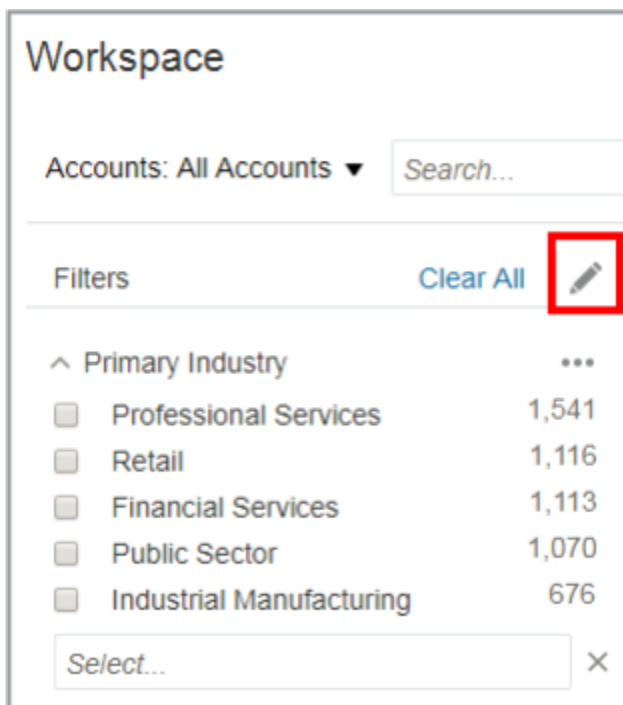 Workspace
Accounts: All Accounts Search...
Filters Clear All
Primary Industry
Professional Services 1,541
Retail 1,116
Financial Services 1,113
Public Sector 1,070
Industrial Manufacturing 676
Select...